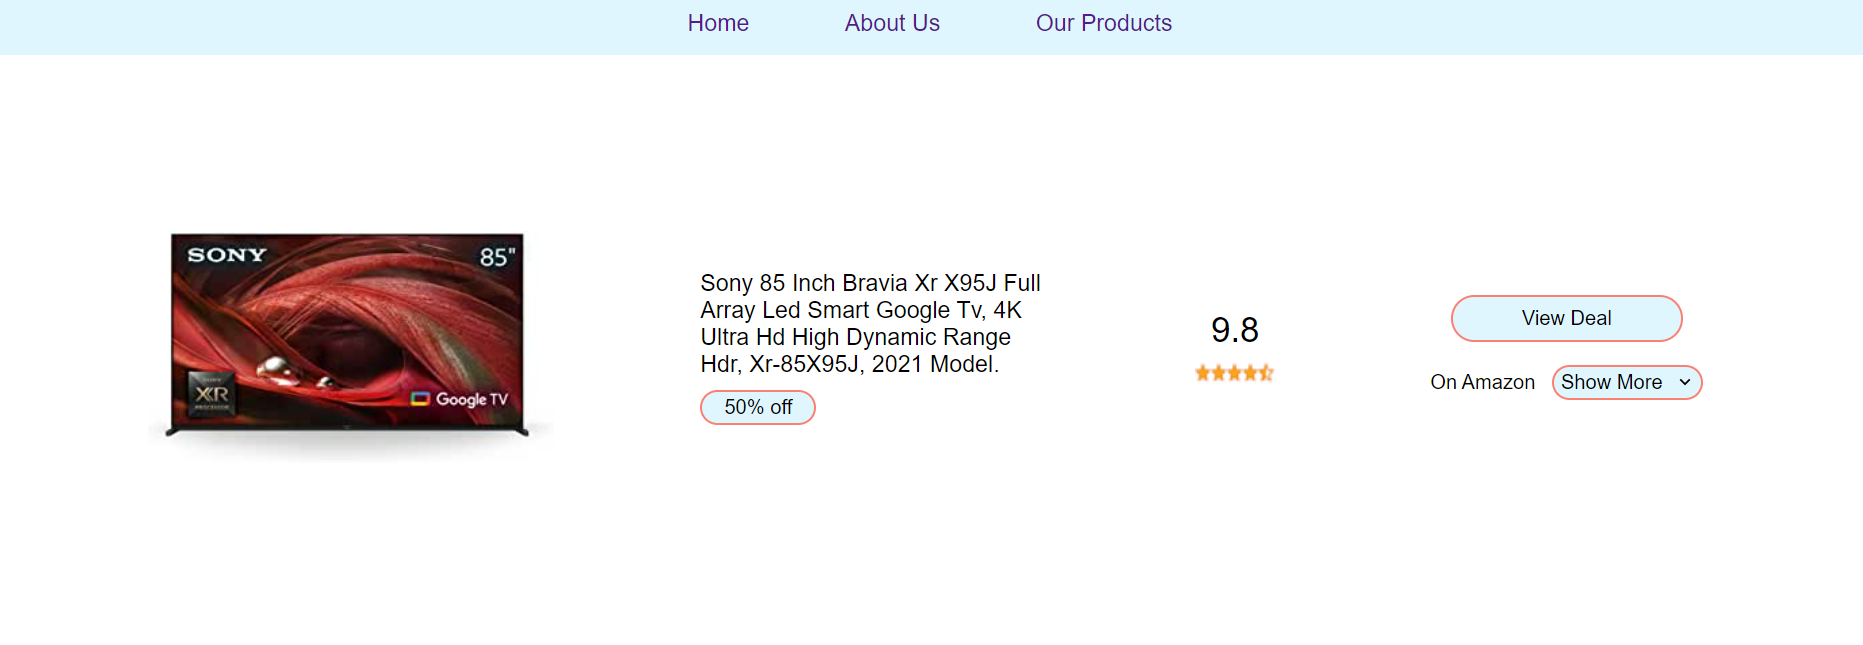 Home About Us Our Products
SONY 85"
XR
PROCESSOR
Google TV
Sony 85 Inch Bravia Xr X95J Full
Array Led Smart Google Tv, 4K
Ultra Hd High Dynamic Range
Hdr, Xr-85X95J, 2021 Model.
50% off
9.8
View Deal
On Amazon Show More